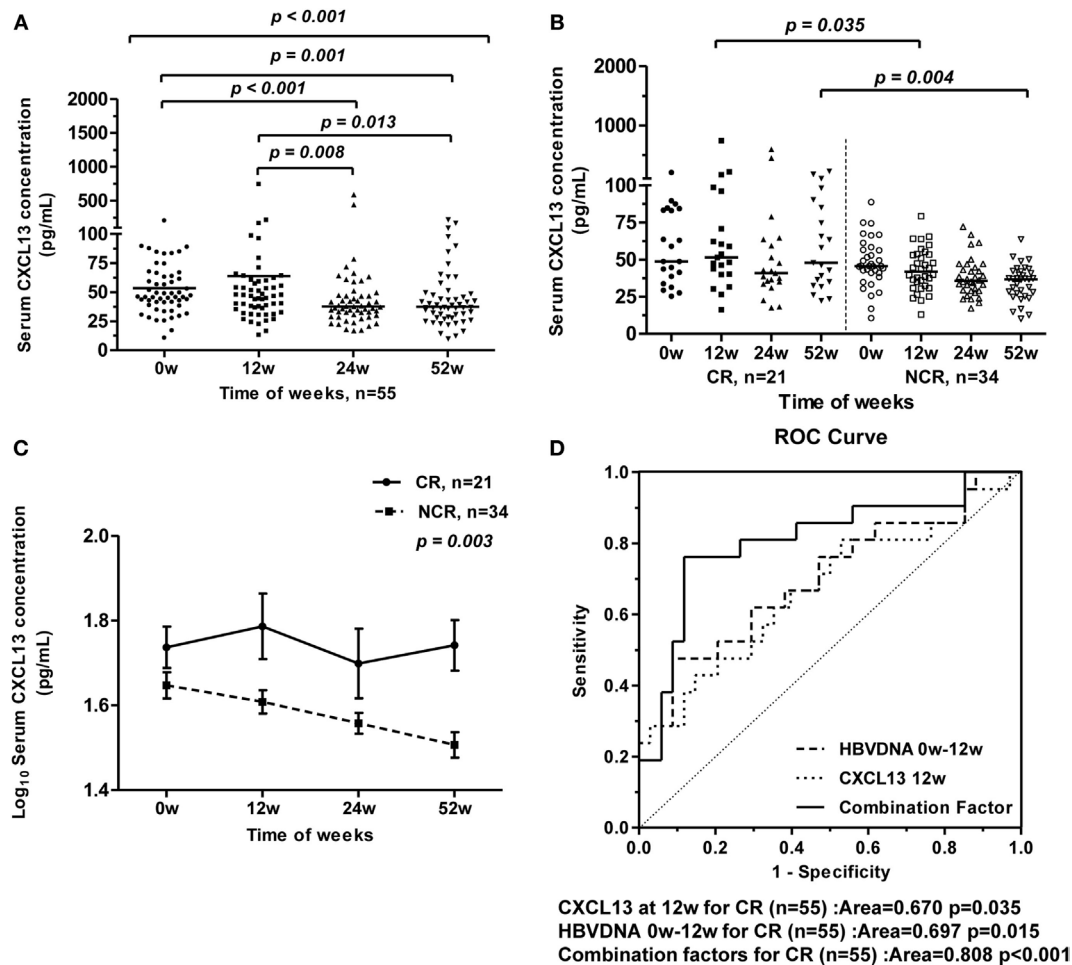 A
p < 0.001
p = 0.001
p < 0.001
p = 0.013
p = 0.008
Serum CXCL13 concentration
(pg/mL)
2000
1500
1000
500
100
75
50
25
0
0w 12w 24w 52w
Time of weeks, n=55
B
p = 0.035
p = 0.004
Serum CXCL13 concentration
(pg/mL)
2000
1000
100
75
50
25
0
0w 12w 24w 52w 0w 12w 24w 52w
CR, n=21 NCR, n=34
Time of weeks
C
CR, n=21
NCR, n=34
p = 0.003
Log10 Serum CXCL13 concentration
(pg/mL)
2.0
1.8
1.6
1.4
0w 12w 24w 52w
Time of weeks
D
ROC Curve
Sensitivity
1.0
0.8
0.6
0.4
0.2
0.0 0.2 0.4 0.6 0.8 1.0
1 - Specificity
HBVDNA 0w-12w
CXCL13 12w
Combination Factor
CXCL13 at 12w for CR (n=55) :Area=0.670 p=0.035
HBVDNA 0w-12w for CR (n=55) :Area=0.697 p=0.015
Combination factors for CR (n=55) :Area=0.808 p<0.001